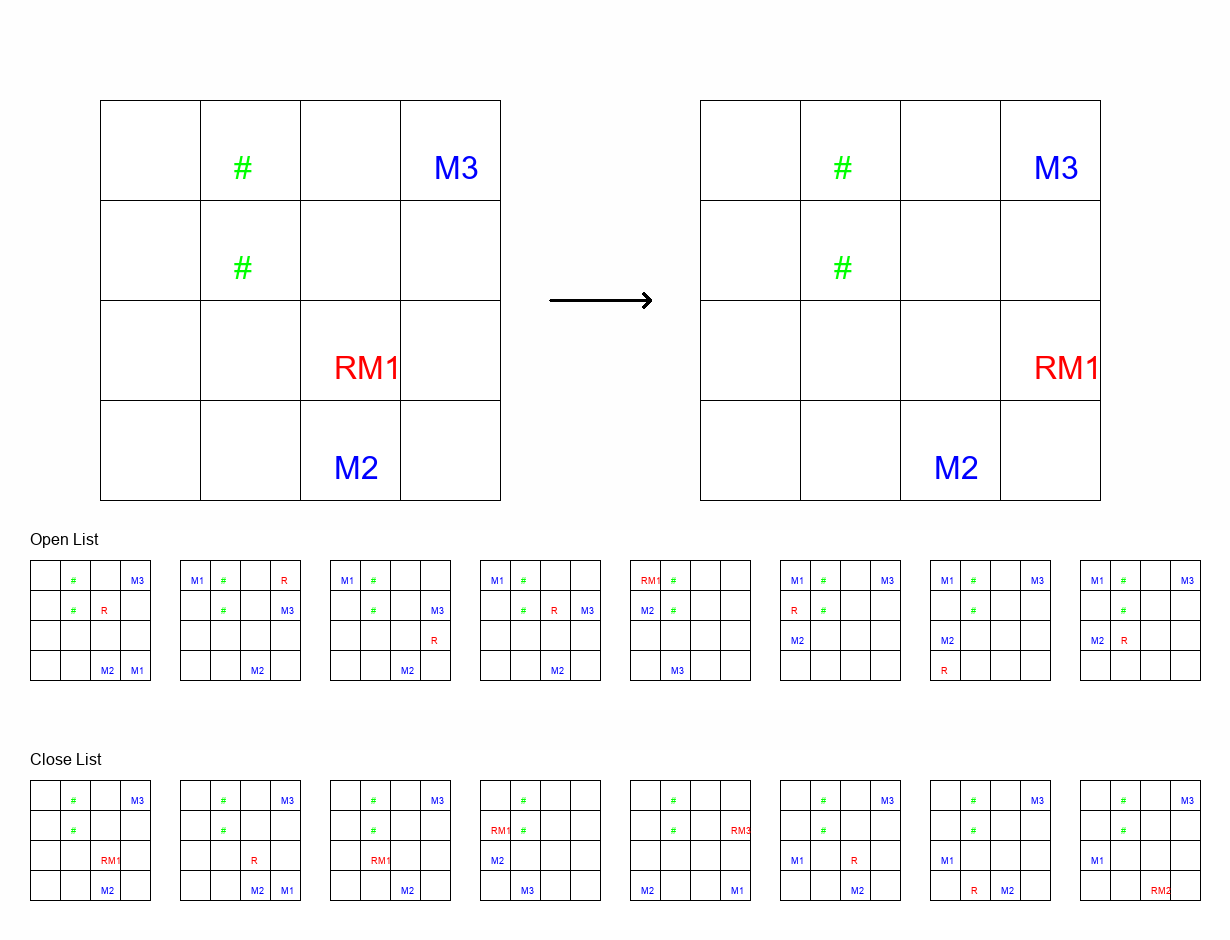 # M3 # M3
# #
RM1 RM1
M2 M2
Open List
# M3 M1 # R M1 # M1 # RM1 # M1 # M3 M1 # M3 M1 # M3
# R # M3 # M3 # R M3 M2 # R # # #
R M2 M2 M2 R
M2 M1 M2 M2 M2 M3 R
Close List
# M3 # M3 # M3 # # # M3 # M3 # M3
# # # RM1 # # RM3 # # #
RM1 R RM1 M2 M1 R M1 M1
M2 M2 M1 M2 M3 M2 M1 M2 R M2 RM2